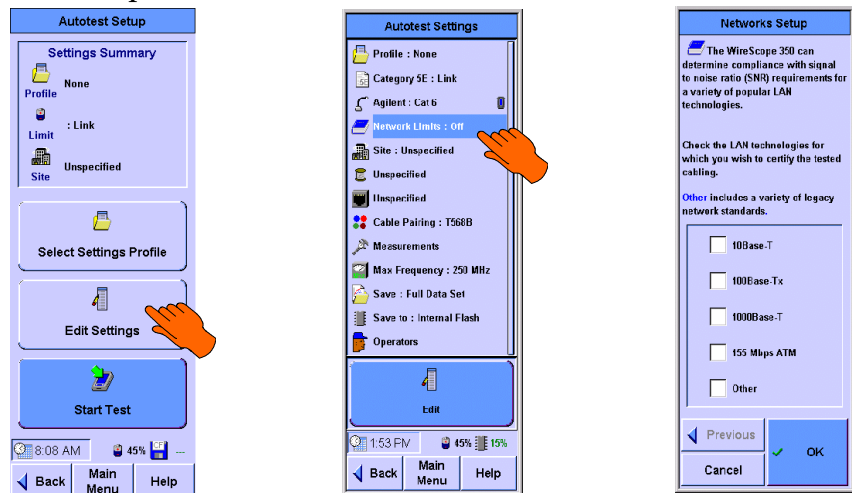 Autotest Setup
Settings Summary
Profile
None
Limit
: Link
Site
Unspecified
Select Settings Profile
Edit Settings
Start Test
8:08 AM
45%
CF
--
Back
Main
Menu
Help
Autotest Settings
Profile : None
Category 5E : Link
Agilent : Cat 6
Network Limits : Off
Site : Unspecified
Unspecified
Unspecified
Cable Pairing : T568B
Measurements
Max Frequency : 250 MHz
Save : Full Data Set
Save to : Internal Flash
Operators
Edit
1:53 PM
45%
15%
Back
Main
Menu
Help
Networks Setup
The WireScope 350 can
determine compliance with signal
to noise ratio (SNR) requirements for
a variety of popular LAN
technologies.
Check the LAN technologies for
which you wish to certify the tested
cabling.
Other includes a variety of legacy
network standards.
10Base-T
100Base-Tx
1000Base-T
155 Mbps ATM
Other
Previous
OK
Cancel